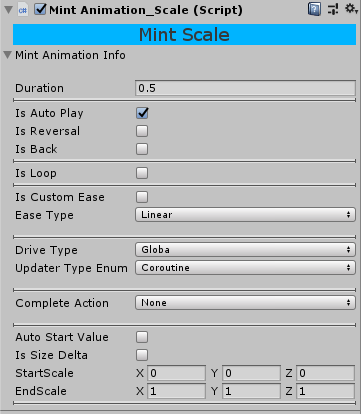 Mint Animation_Scale (Script)
Mint Scale
Mint Animation Info
Duration 0.5
Is Auto Play
Is Reversal
Is Back
Is Loop
Is Custom Ease
Ease Type Linear
Drive Type Globa
Updater Type Enum Coroutine
Complete Action None
Auto Start Value
Is Size Delta
StartScale X 0 Y 0 Z 0
EndScale X 1 Y 1 Z 1